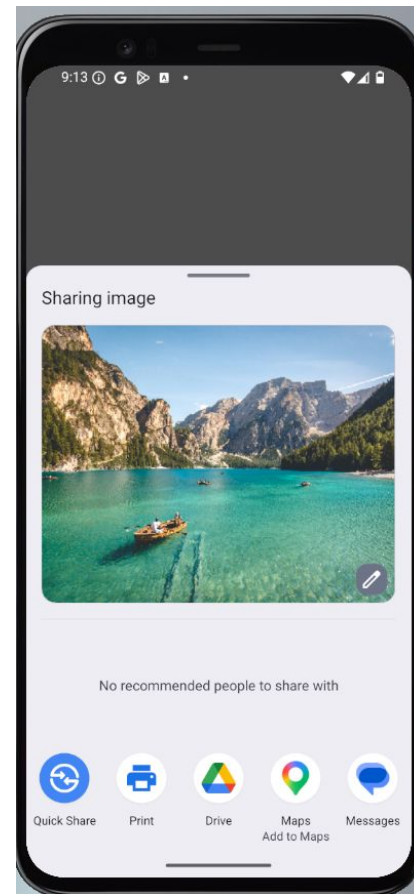 9:13
Sharing image
No recommended people to share with
Quick Share
Print
Drive
Maps
Add to Maps
Messages